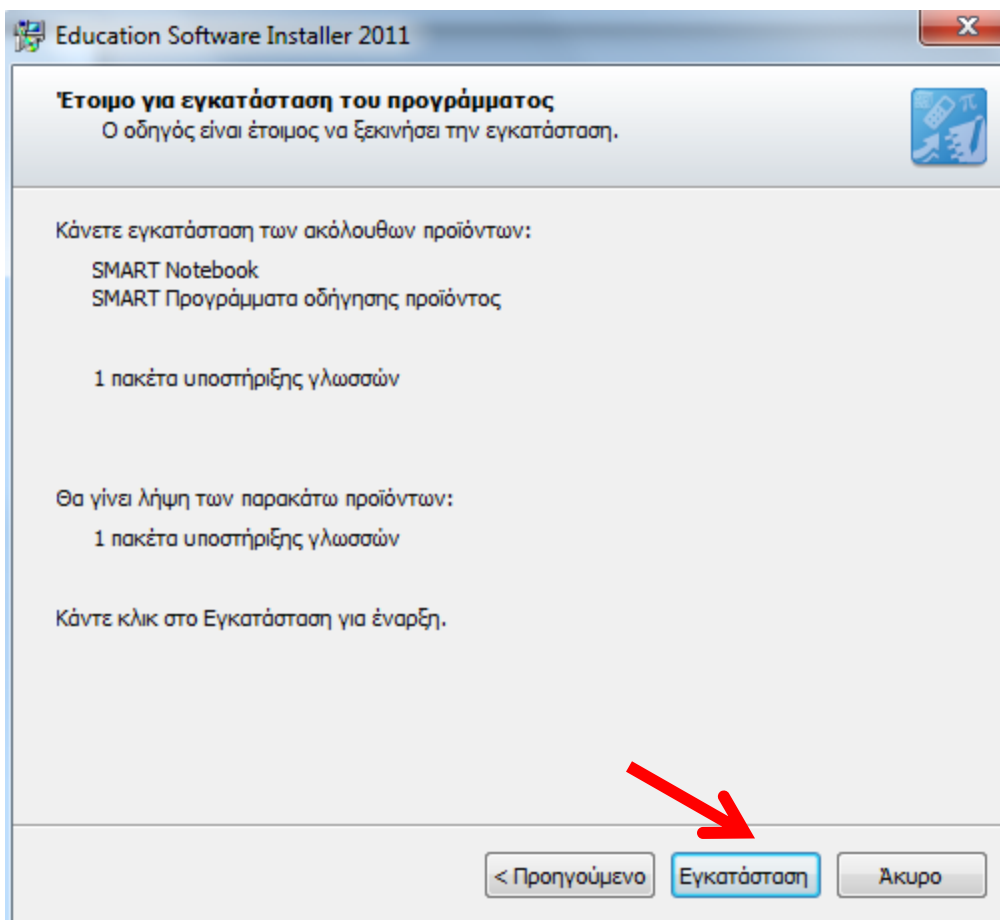 Education Software Installer 2011
Έτοιμο για εγκατάσταση του προγράμματος
Ο οδηγός είναι έτοιμος να ξεκινήσει την εγκατάσταση.
Κάνετε εγκατάσταση των ακόλουθων προϊόντων:
SMART Notebook
SMART Προγράμματα οδήγησης προϊόντος
1 πακέτα υποστήριξης γλωσσών
Θα γίνει λήψη των παρακάτω προϊόντων:
1 πακέτα υποστήριξης γλωσσών
Κάντε κλικ στο Εγκατάσταση για έναρξη.
< Προηγούμενο Εγκατάσταση Άκυρο